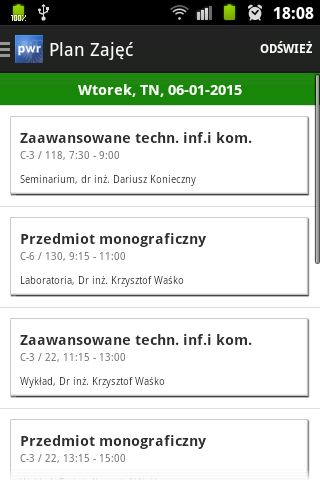 100%
18:08
pwr
Plan Zajęć
ODŚWIEŻ
Wtorek, TN, 06-01-2015
Zaawansowane techn. inf.i kom.
C-3 / 118, 7:30 - 9:00
Seminarium, dr inż. Dariusz Konieczny
Przedmiot monograficzny
C-6 / 130, 9:15 - 11:00
Laboratoria, Dr inż. Krzysztof Waśko
Zaawansowane techn. inf.i kom.
C-3 / 22, 11:15 - 13:00
Wykład, Dr inż. Krzysztof Waśko
Przedmiot monograficzny
C-3 / 22, 13:15 - 15:00